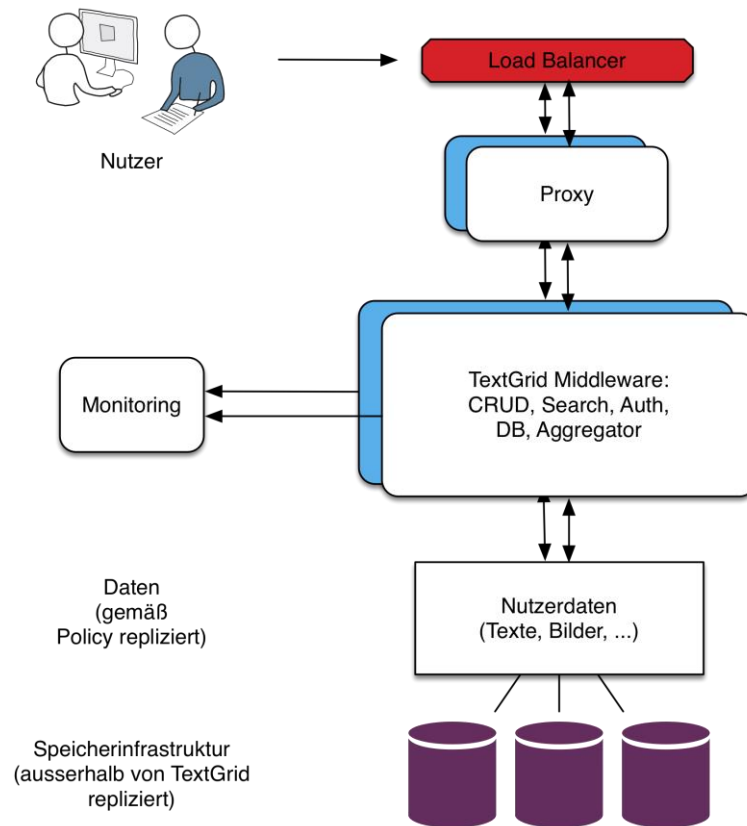 Load Balancer
Nutzer
Proxy
TextGrid Middleware:
CRUD, Search, Auth,
DB, Aggregator
Monitoring
Daten
(gemäß
Policy repliziert)
Nutzerdaten
(Texte, Bilder, ...)
Speicherinfrastruktur
(ausserhalb von TextGrid
repliziert)